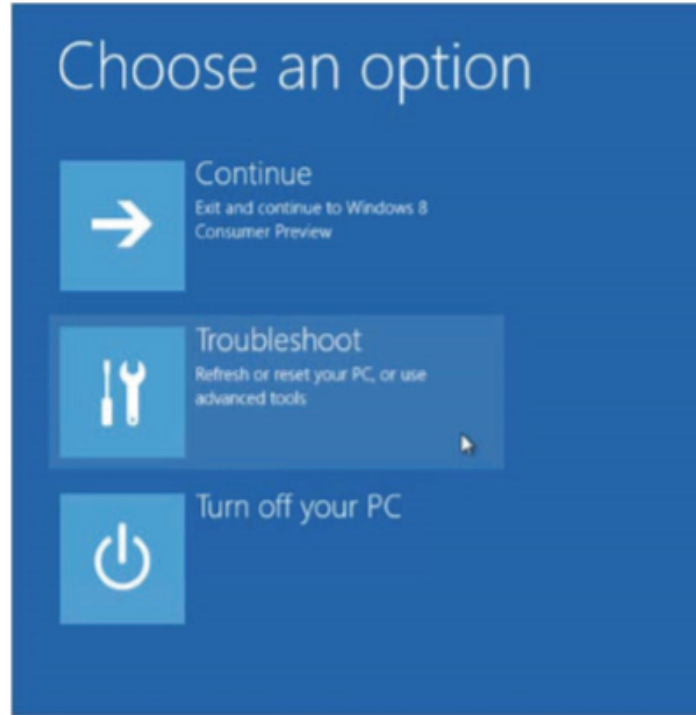 Choose an option
Continue
Exit and continue to Windows 8
Consumer Preview
Troubleshoot
Refresh or reset your PC, or use
advanced tools
Turn off your PC